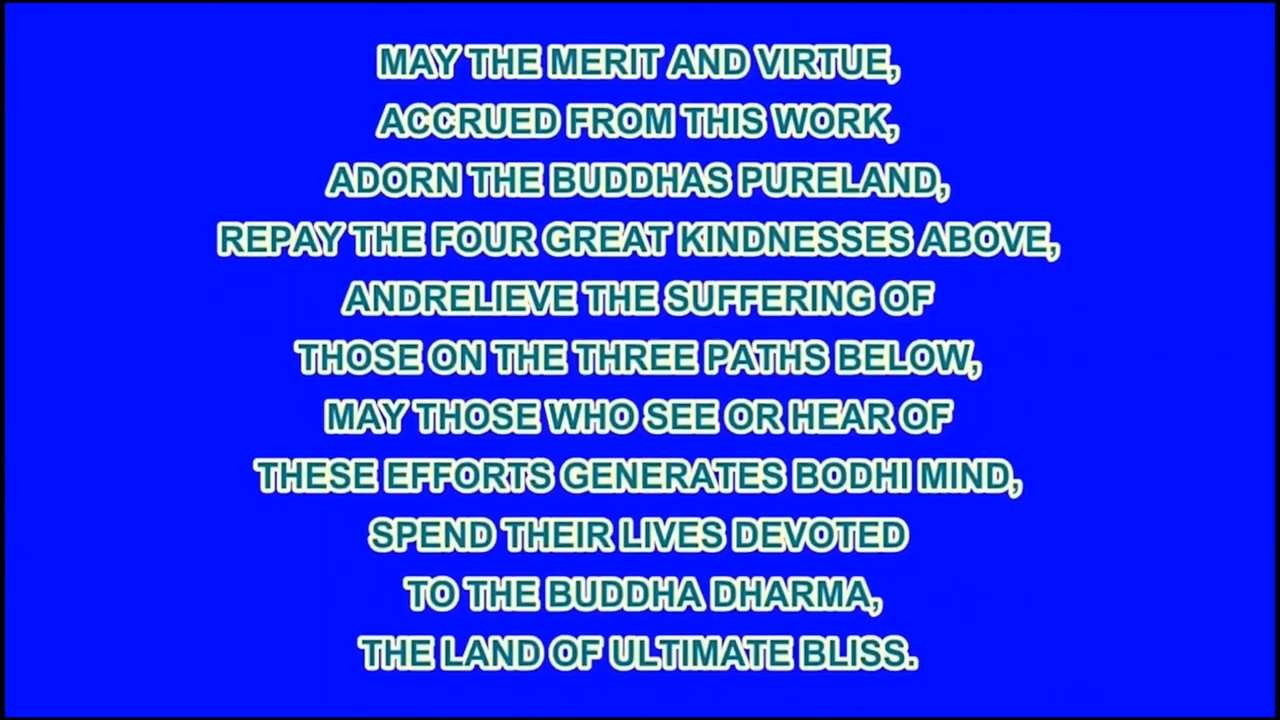 MAY THE MERIT AND VIRTUE,
ACCRUED FROM THIS WORK,
ADORN THE BUDDHAS PURELAND,
REPAY THE FOUR GREAT KINDNESSES ABOVE,
ANDRELIEVE THE SUFFERING OF
THOSE ON THE THREE PATHS BELOW,
MAY THOSE WHO SEE OR HEAR OF
THESE EFFORTS GENERATES BODHI MIND,
SPEND THEIR LIVES DEVOTED
TO THE BUDDHA DHARMA,
THE LAND OF ULTIMATE BLISS.